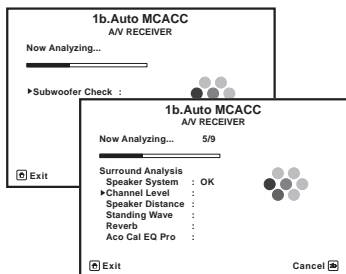 1b.Auto MCACC
A/V RECEIVER
Now Analyzing...
▶Subwoofer Check :
Exit
1b.Auto MCACC
A/V RECEIVER
Now Analyzing... 5/9
Surround Analysis
Speaker System : OK
▶Channel Level :
Speaker Distance :
Standing Wave :
Reverb :
Aco Cal EQ Pro :
Exit Cancel